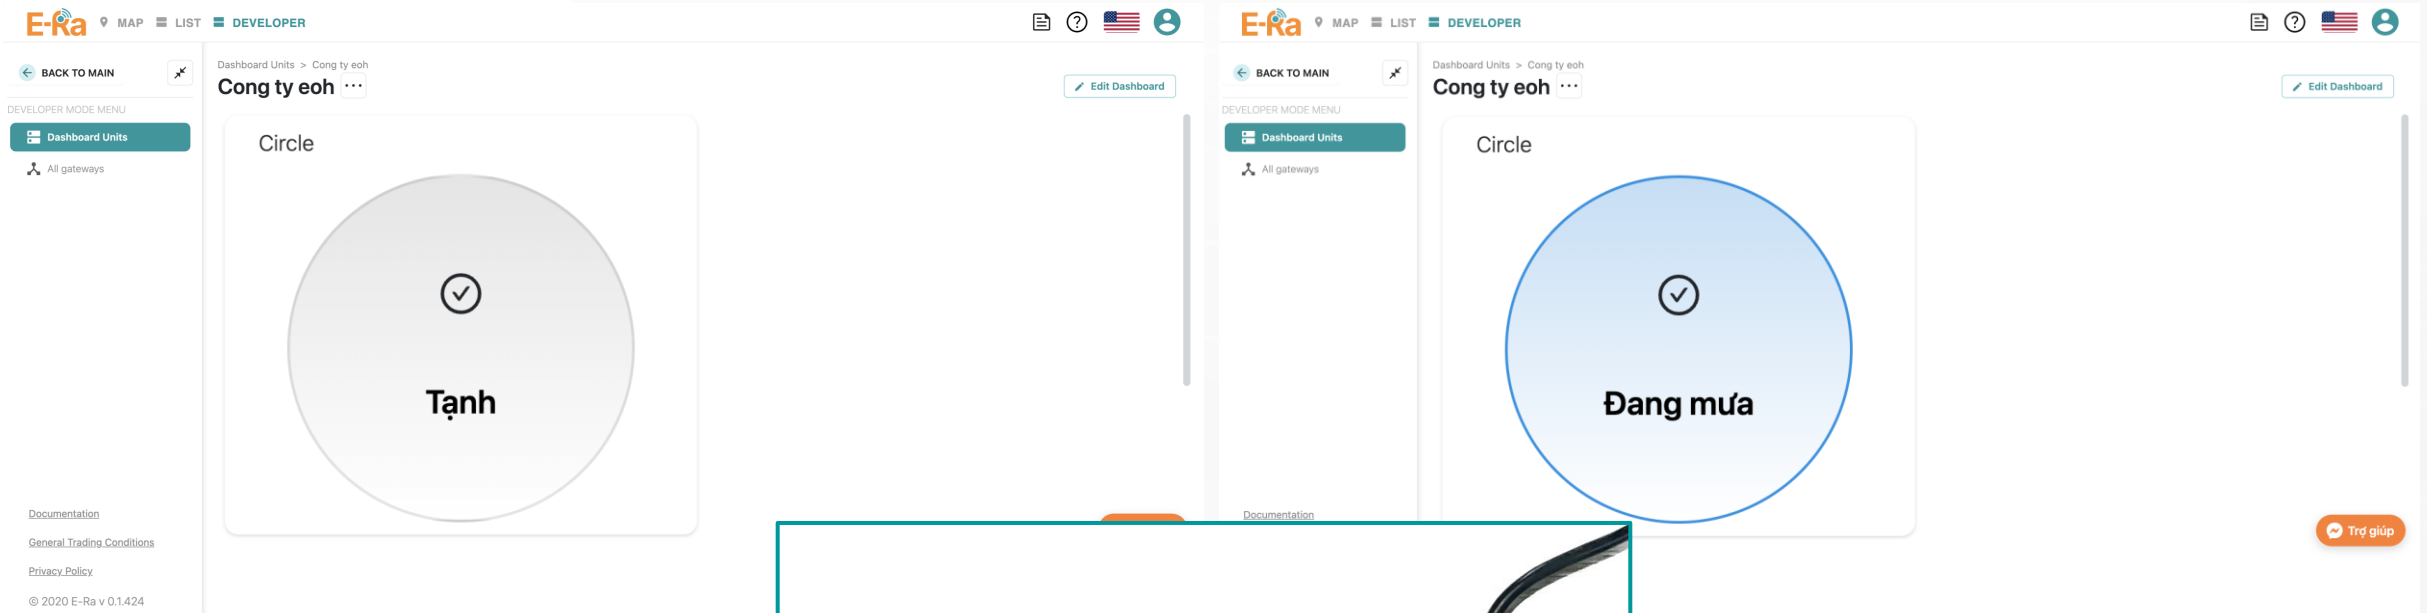 E-Ra MAP LIST DEVELOPER
BACK TO MAIN
DEVELOPER MODE MENU
Dashboard Units
All gateways
Dashboard Units > Cong ty eoh
Cong ty eoh ...
Edit Dashboard
Circle
Tạnh
Documentation
General Trading Conditions
Privacy Policy
© 2020 E-Ra v 0.1.424
E-Ra MAP LIST DEVELOPER
BACK TO MAIN
DEVELOPER MODE MENU
Dashboard Units
All gateways
Dashboard Units > Cong ty eoh
Cong ty eoh ...
Edit Dashboard
Circle
Đang mưa
Documentation
Trợ giúp